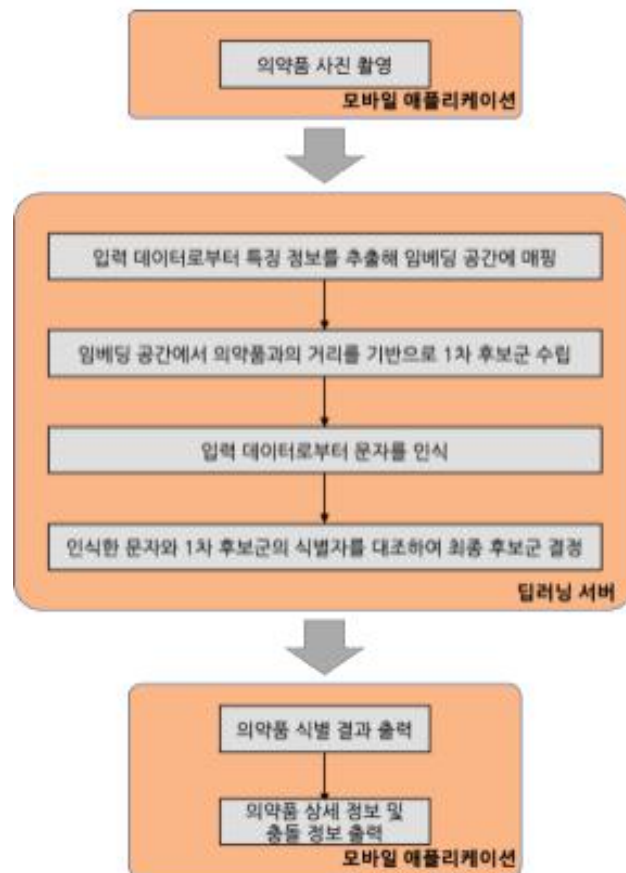 의약품 사진 촬영
모바일 애플리케이션
입력 데이터로부터 특징 정보를 추출해 임베딩 공간에 매핑
임베딩 공간에서 의약품과의 거리를 기반으로 1차 후보군 수립
입력 데이터로부터 문자를 인식
인식한 문자와 1차 후보군의 식별자를 대조하여 최종 후보군 결정
딥러닝 서버
의약품 식별 결과 출력
의약품 상세 정보 및
충돌 정보 출력
모바일 애플리케이션